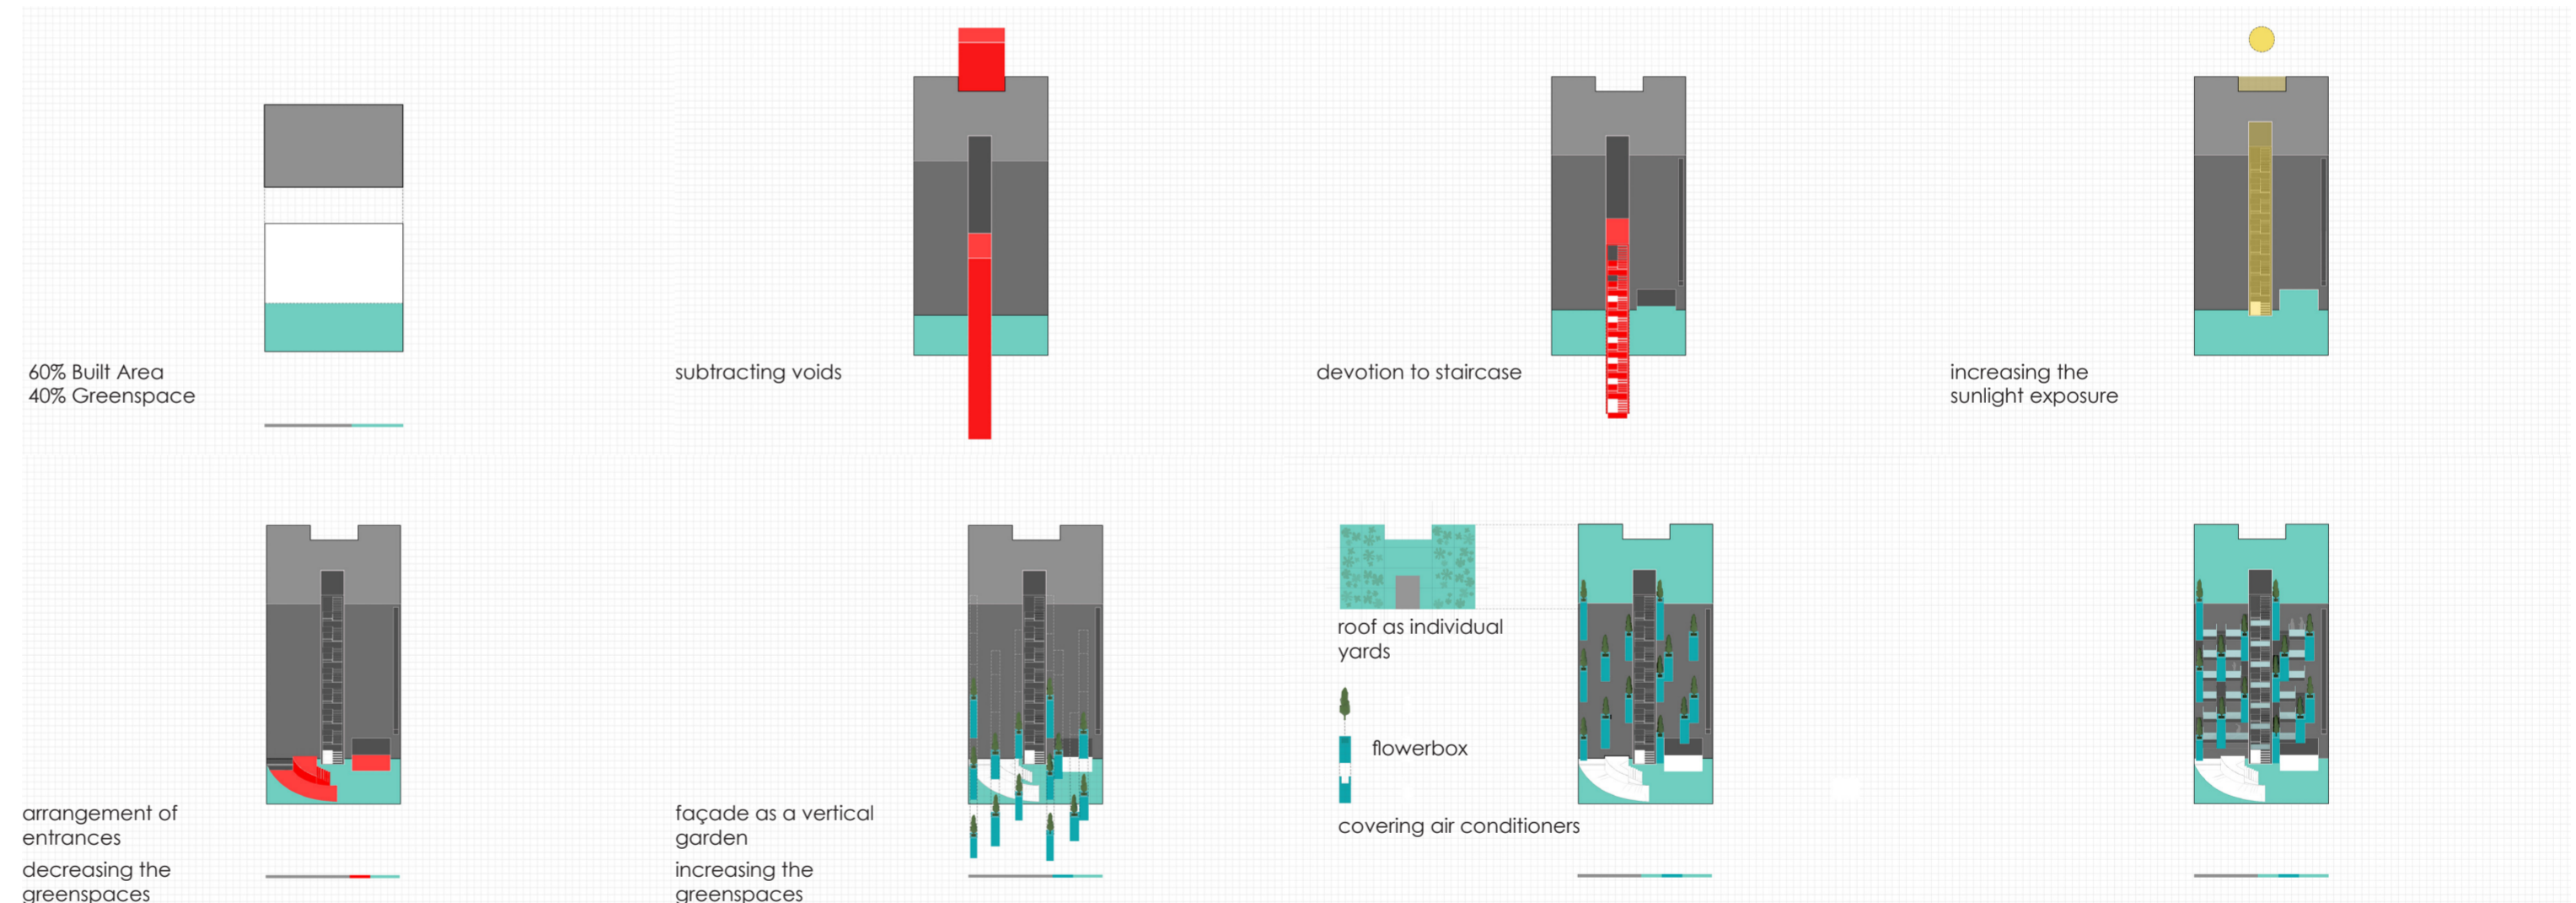 60% Built Area
40% Greenspace
subtracting voids
devotion to staircase
increasing the
sunlight exposure
arrangement of
entrances
decreasing the
greenspaces
façade as a vertical
garden
increasing the
greenspaces
roof as individual
yards
flowerbox
covering air conditioners